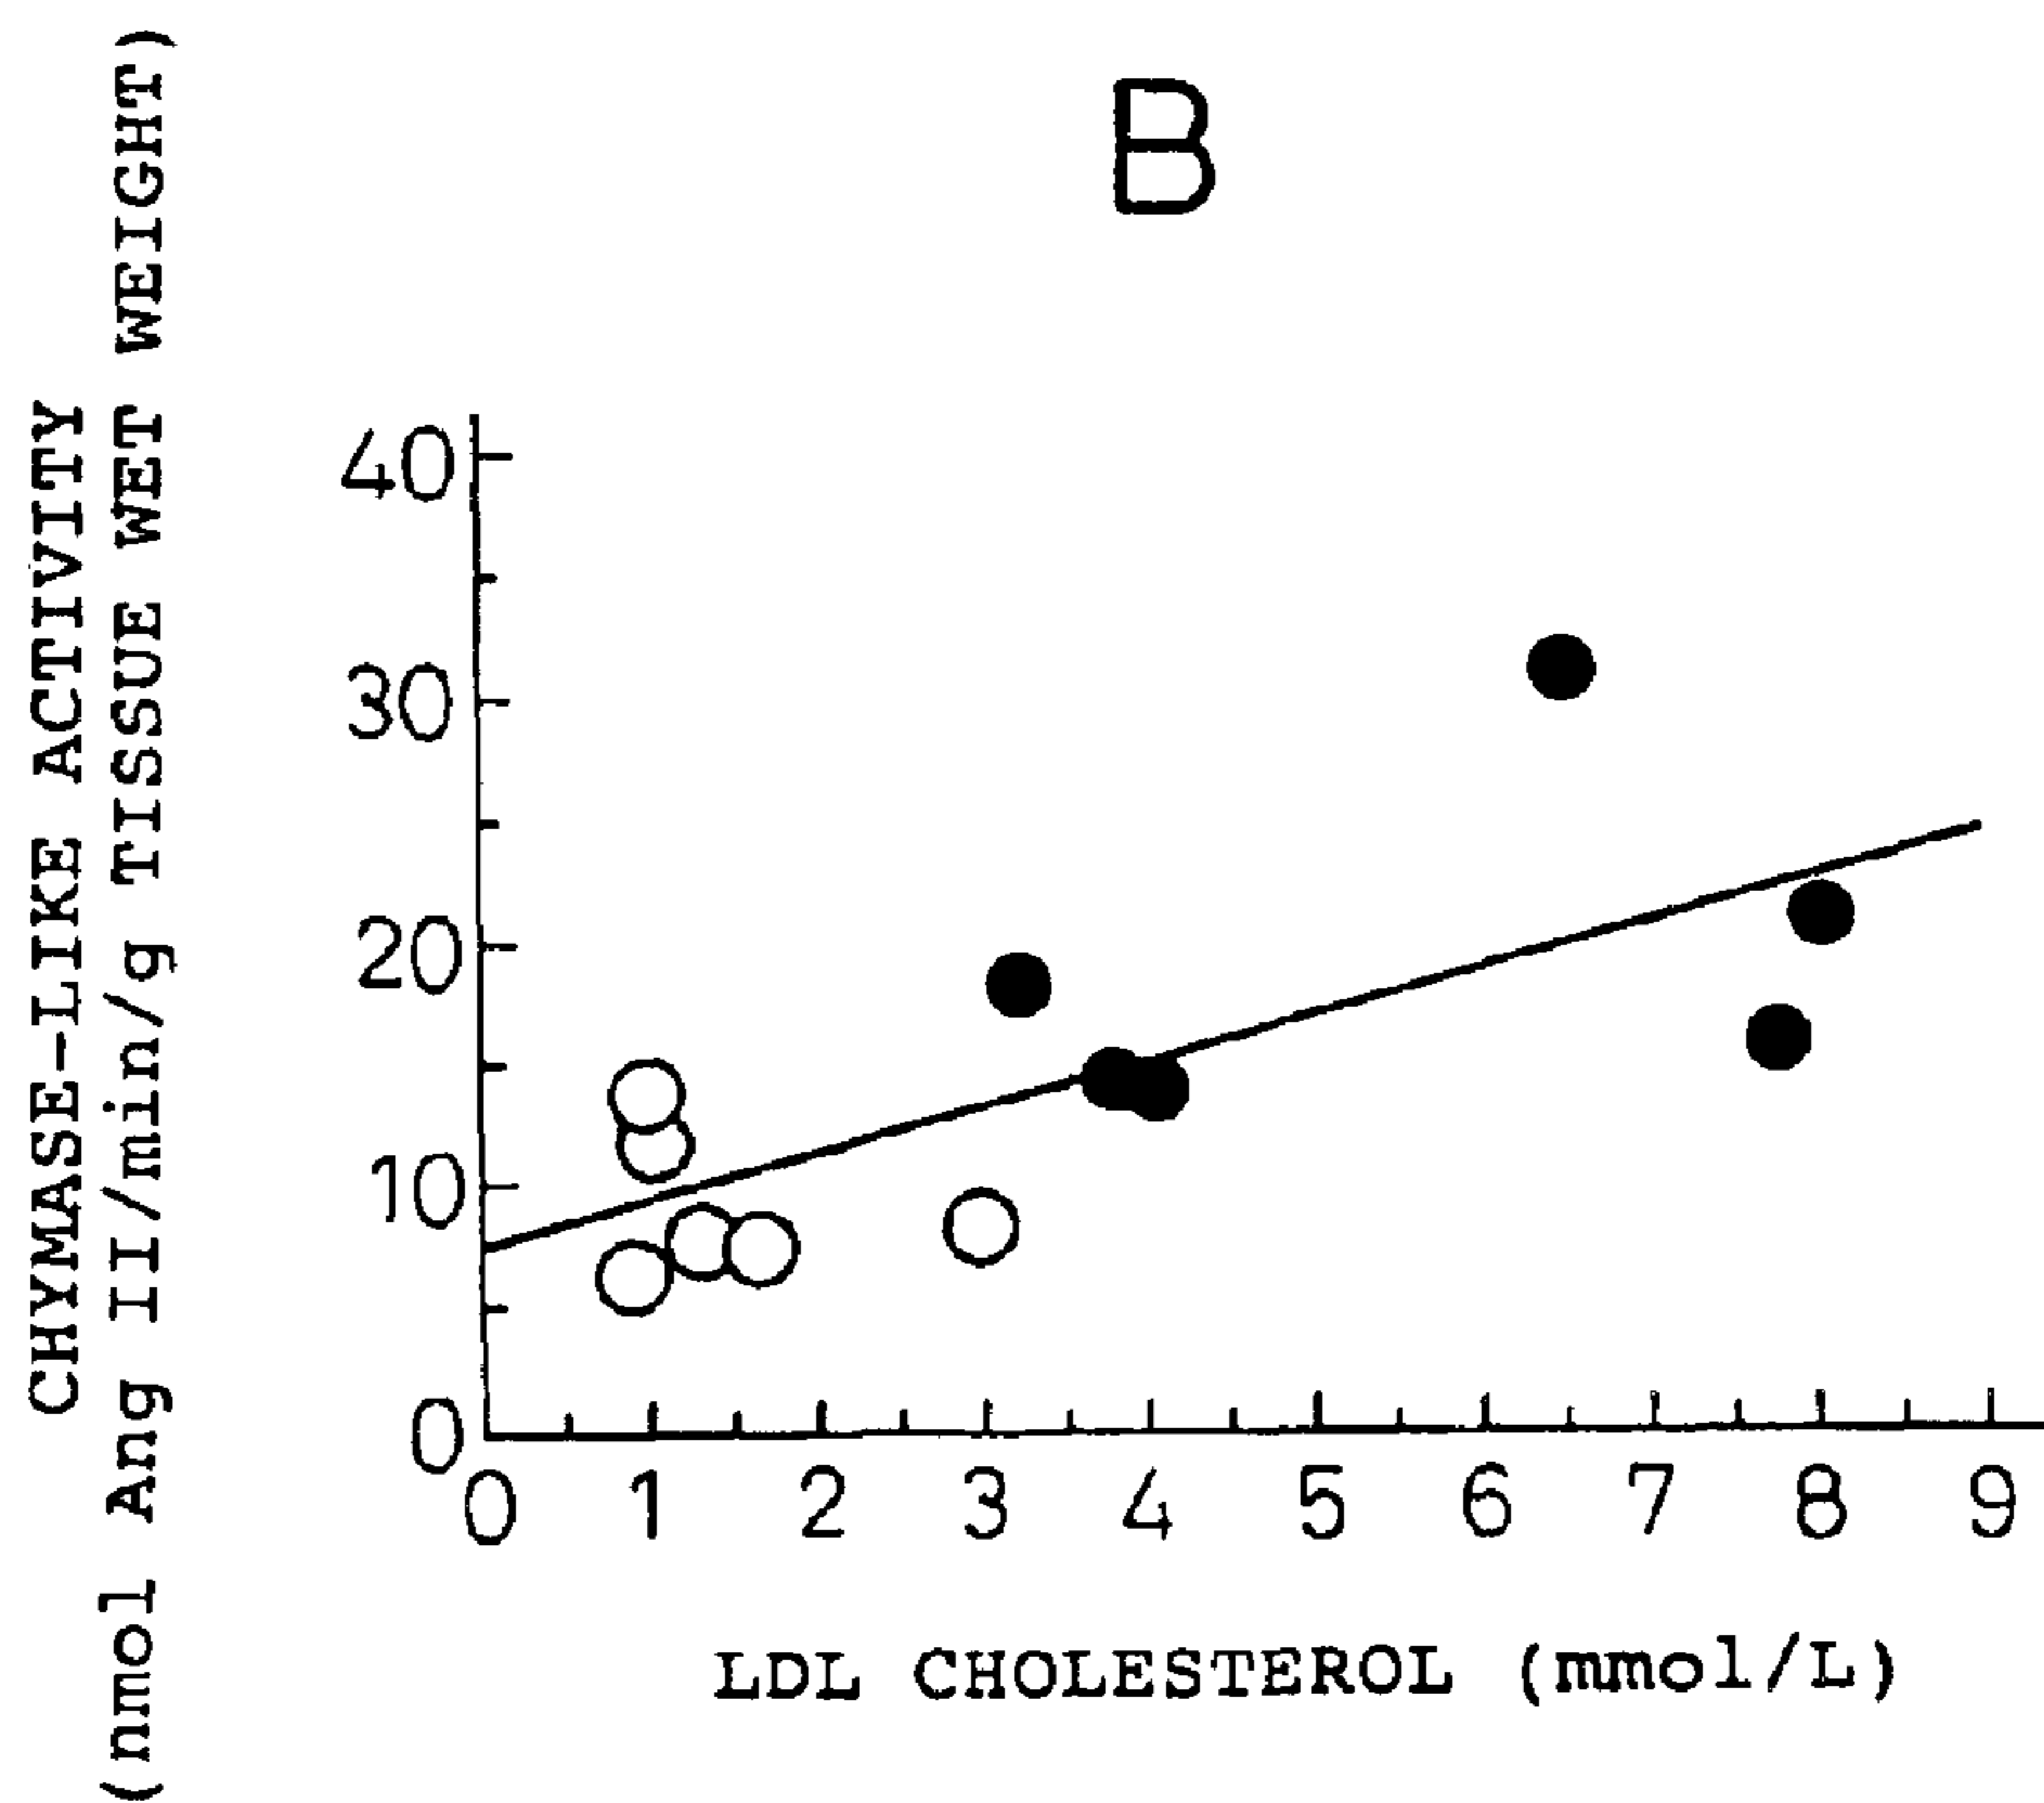 B
CHYMASE-LIKE ACTIVITY
(nmol Ang II/min/g TISSUE WET WEIGHT)
40
30
20
10
0
0 1 2 3 4 5 6 7 8 9
LDL CHOLESTEROL (mmol/L)